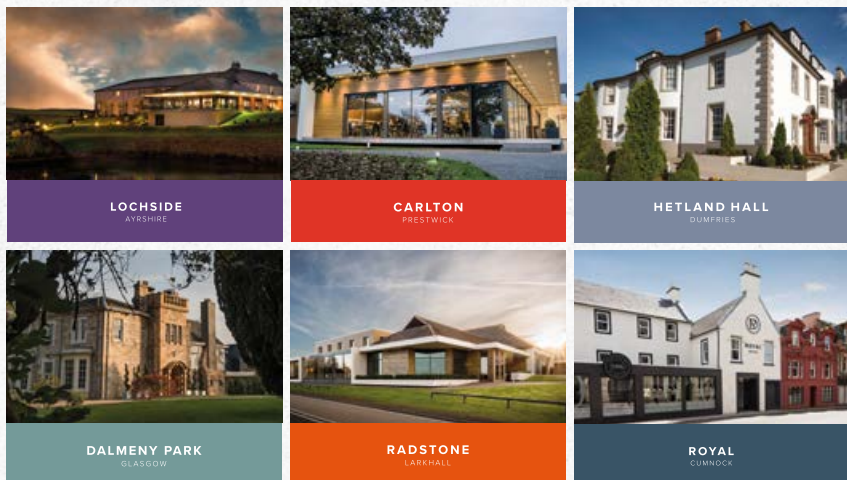 LOCHSIDE
AYRSHIRE
CARLTON
PRESTWICK
HETLAND HALL
DUMFRIES
DALMENY PARK
GLASGOW
RADSTONE
LARKHALL
ROYAL
CUMNOCK